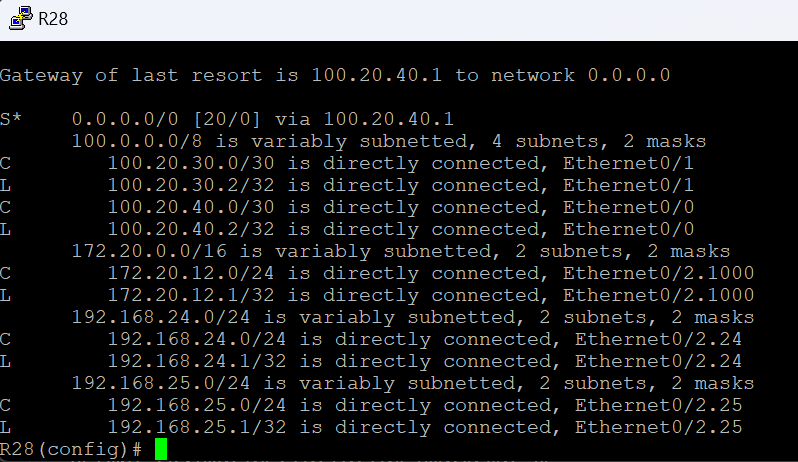 R28
Gateway of last resort is 100.20.40.1 to network 0.0.0.0
S*    0.0.0.0/0 [20/0] via 100.20.40.1
      100.0.0.0/8 is variably subnetted, 4 subnets, 2 masks
C        100.20.30.0/30 is directly connected, Ethernet0/1
L        100.20.30.2/32 is directly connected, Ethernet0/1
C        100.20.40.0/30 is directly connected, Ethernet0/0
L        100.20.40.2/32 is directly connected, Ethernet0/0
      172.20.0.0/16 is variably subnetted, 2 subnets, 2 masks
C        172.20.12.0/24 is directly connected, Ethernet0/2.1000
L        172.20.12.1/32 is directly connected, Ethernet0/2.1000
      192.168.24.0/24 is variably subnetted, 2 subnets, 2 masks
C        192.168.24.0/24 is directly connected, Ethernet0/2.24
L        192.168.24.1/32 is directly connected, Ethernet0/2.24
      192.168.25.0/24 is variably subnetted, 2 subnets, 2 masks
C        192.168.25.0/24 is directly connected, Ethernet0/2.25
L        192.168.25.1/32 is directly connected, Ethernet0/2.25
R28(config)#